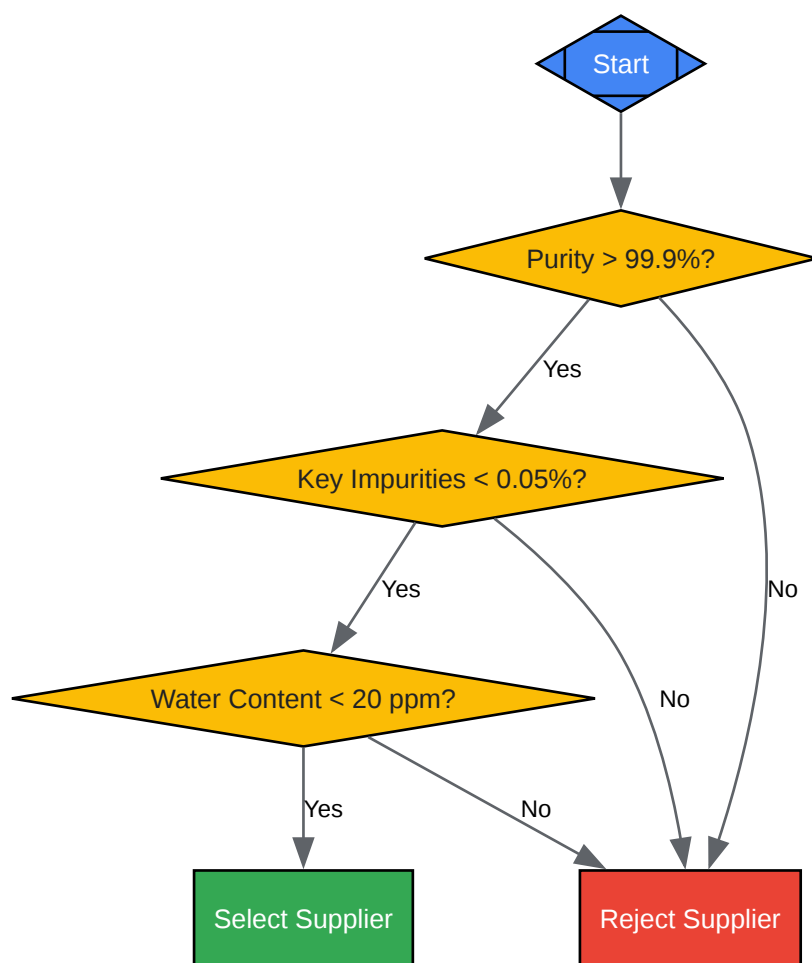 Start
Purity > 99.9%?
Yes
Key Impurities < 0.05%?
Yes
No
Water Content < 20 ppm?
No
Yes
No
Select Supplier
Reject Supplier